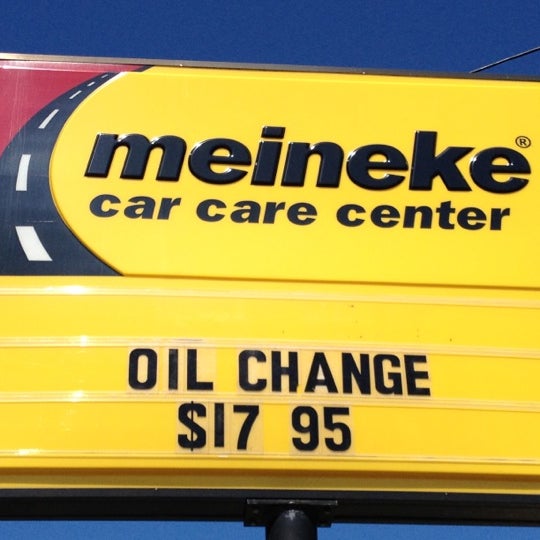 meineke®
car care center
OIL CHANGE
$17 95